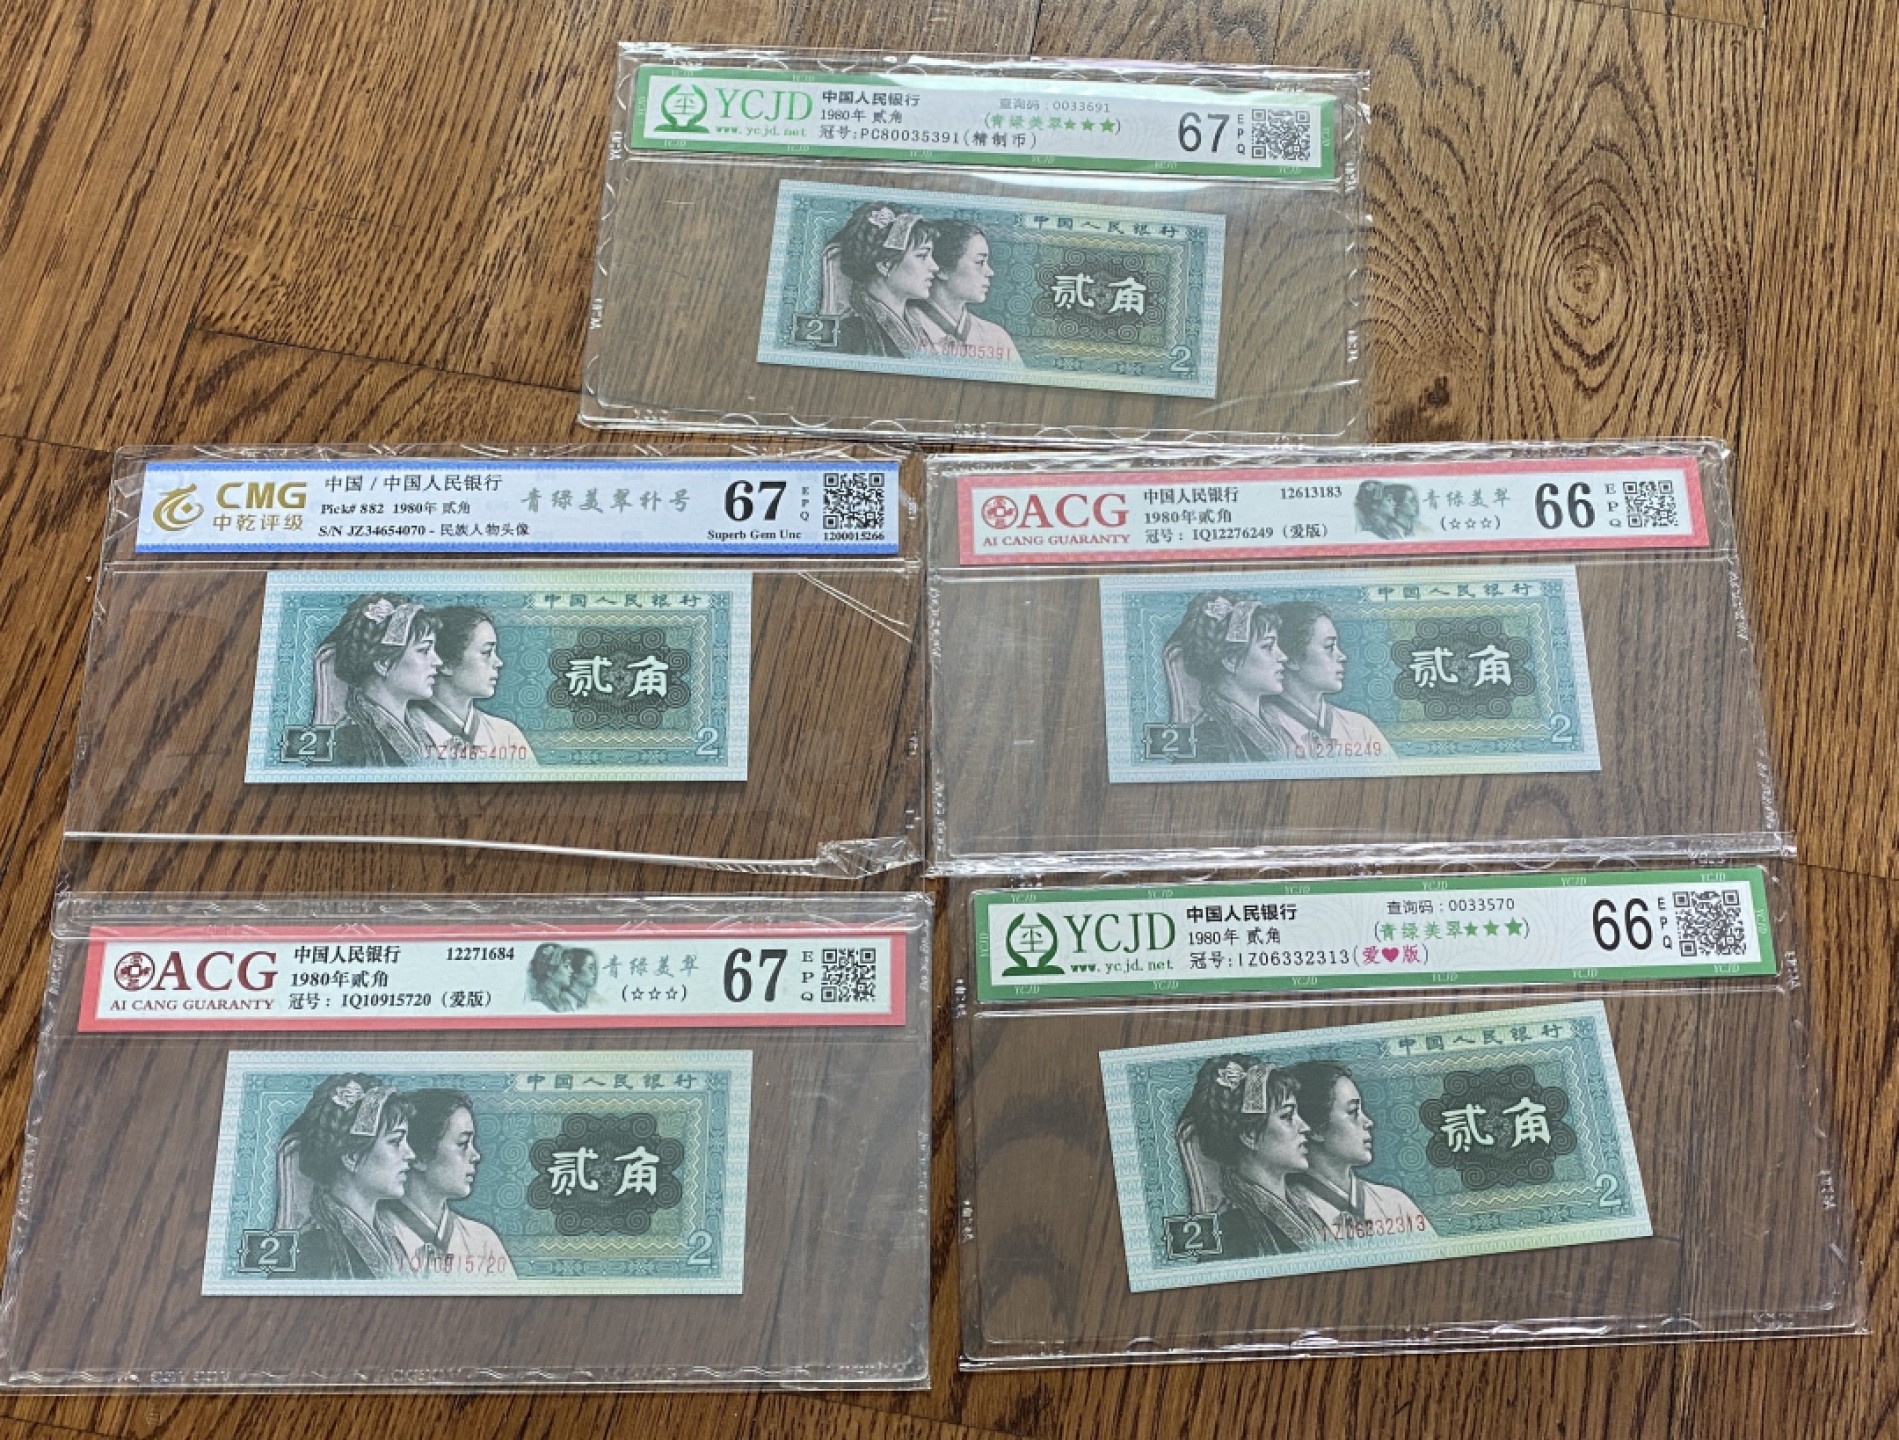 YCJD
www.ycjd.net
中国人民银行
1980年 贰角
冠号:PC80035391(精制币)
查询码:0033691
(青绿美翠★★★)
67
EPQ
中国人民银行
贰角
2
2
CMG
中乾评级
中国 / 中国人民银行
Pick# 882 1980年 贰角
S/N JZ34654070 - 民族人物头像
青绿美翠补号
67
EPQ
Superb Gem Unc
1200015266
中国人民银行
贰角
2
JZ34654070
2
ACG
AI CANG GUARANTY
中国人民银行
12613183
1980年贰角
冠号: IQ12276249 (爱版)
青绿美翠
(☆☆☆)
66
EPQ
中国人民银行
贰角
2
IQ12276249
2
ACG
AI CANG GUARANTY
中国人民银行
12271684
1980年贰角
冠号: IQ10915720 (爱版)
青绿美翠
(☆☆☆)
67
EPQ
中国人民银行
贰角
2
IQ10915720
2
YCJD
www.ycjd.net
中国人民银行
1980年 贰角
冠号:IZ06332313(爱♥版)
查询码:0033570
(青绿美翠★★★)
66
EPQ
中国人民银行
贰角
2
IZ06332313
2